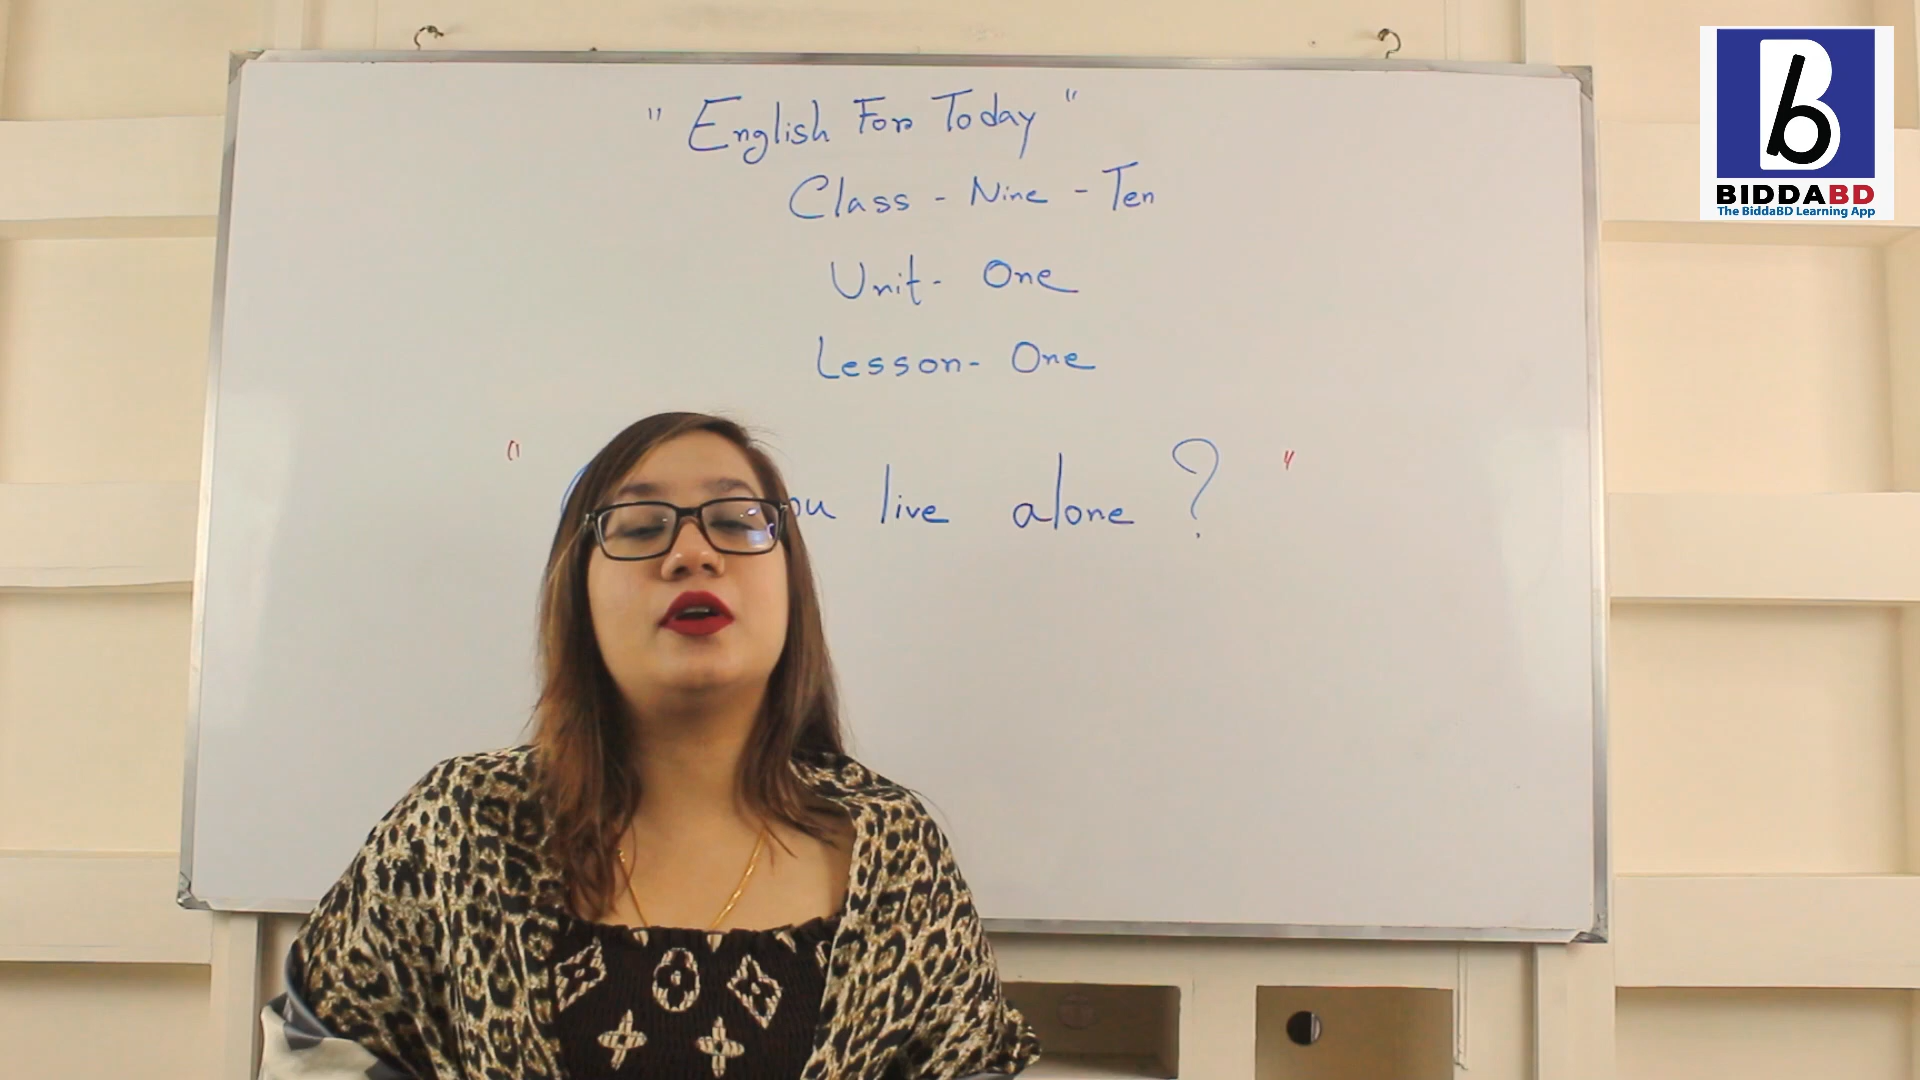 " English For Today "
Class - Nine - Ten
Unit - One
Lesson - One
" live alone ? "
BIDDABD
The BiddaBD Learning App